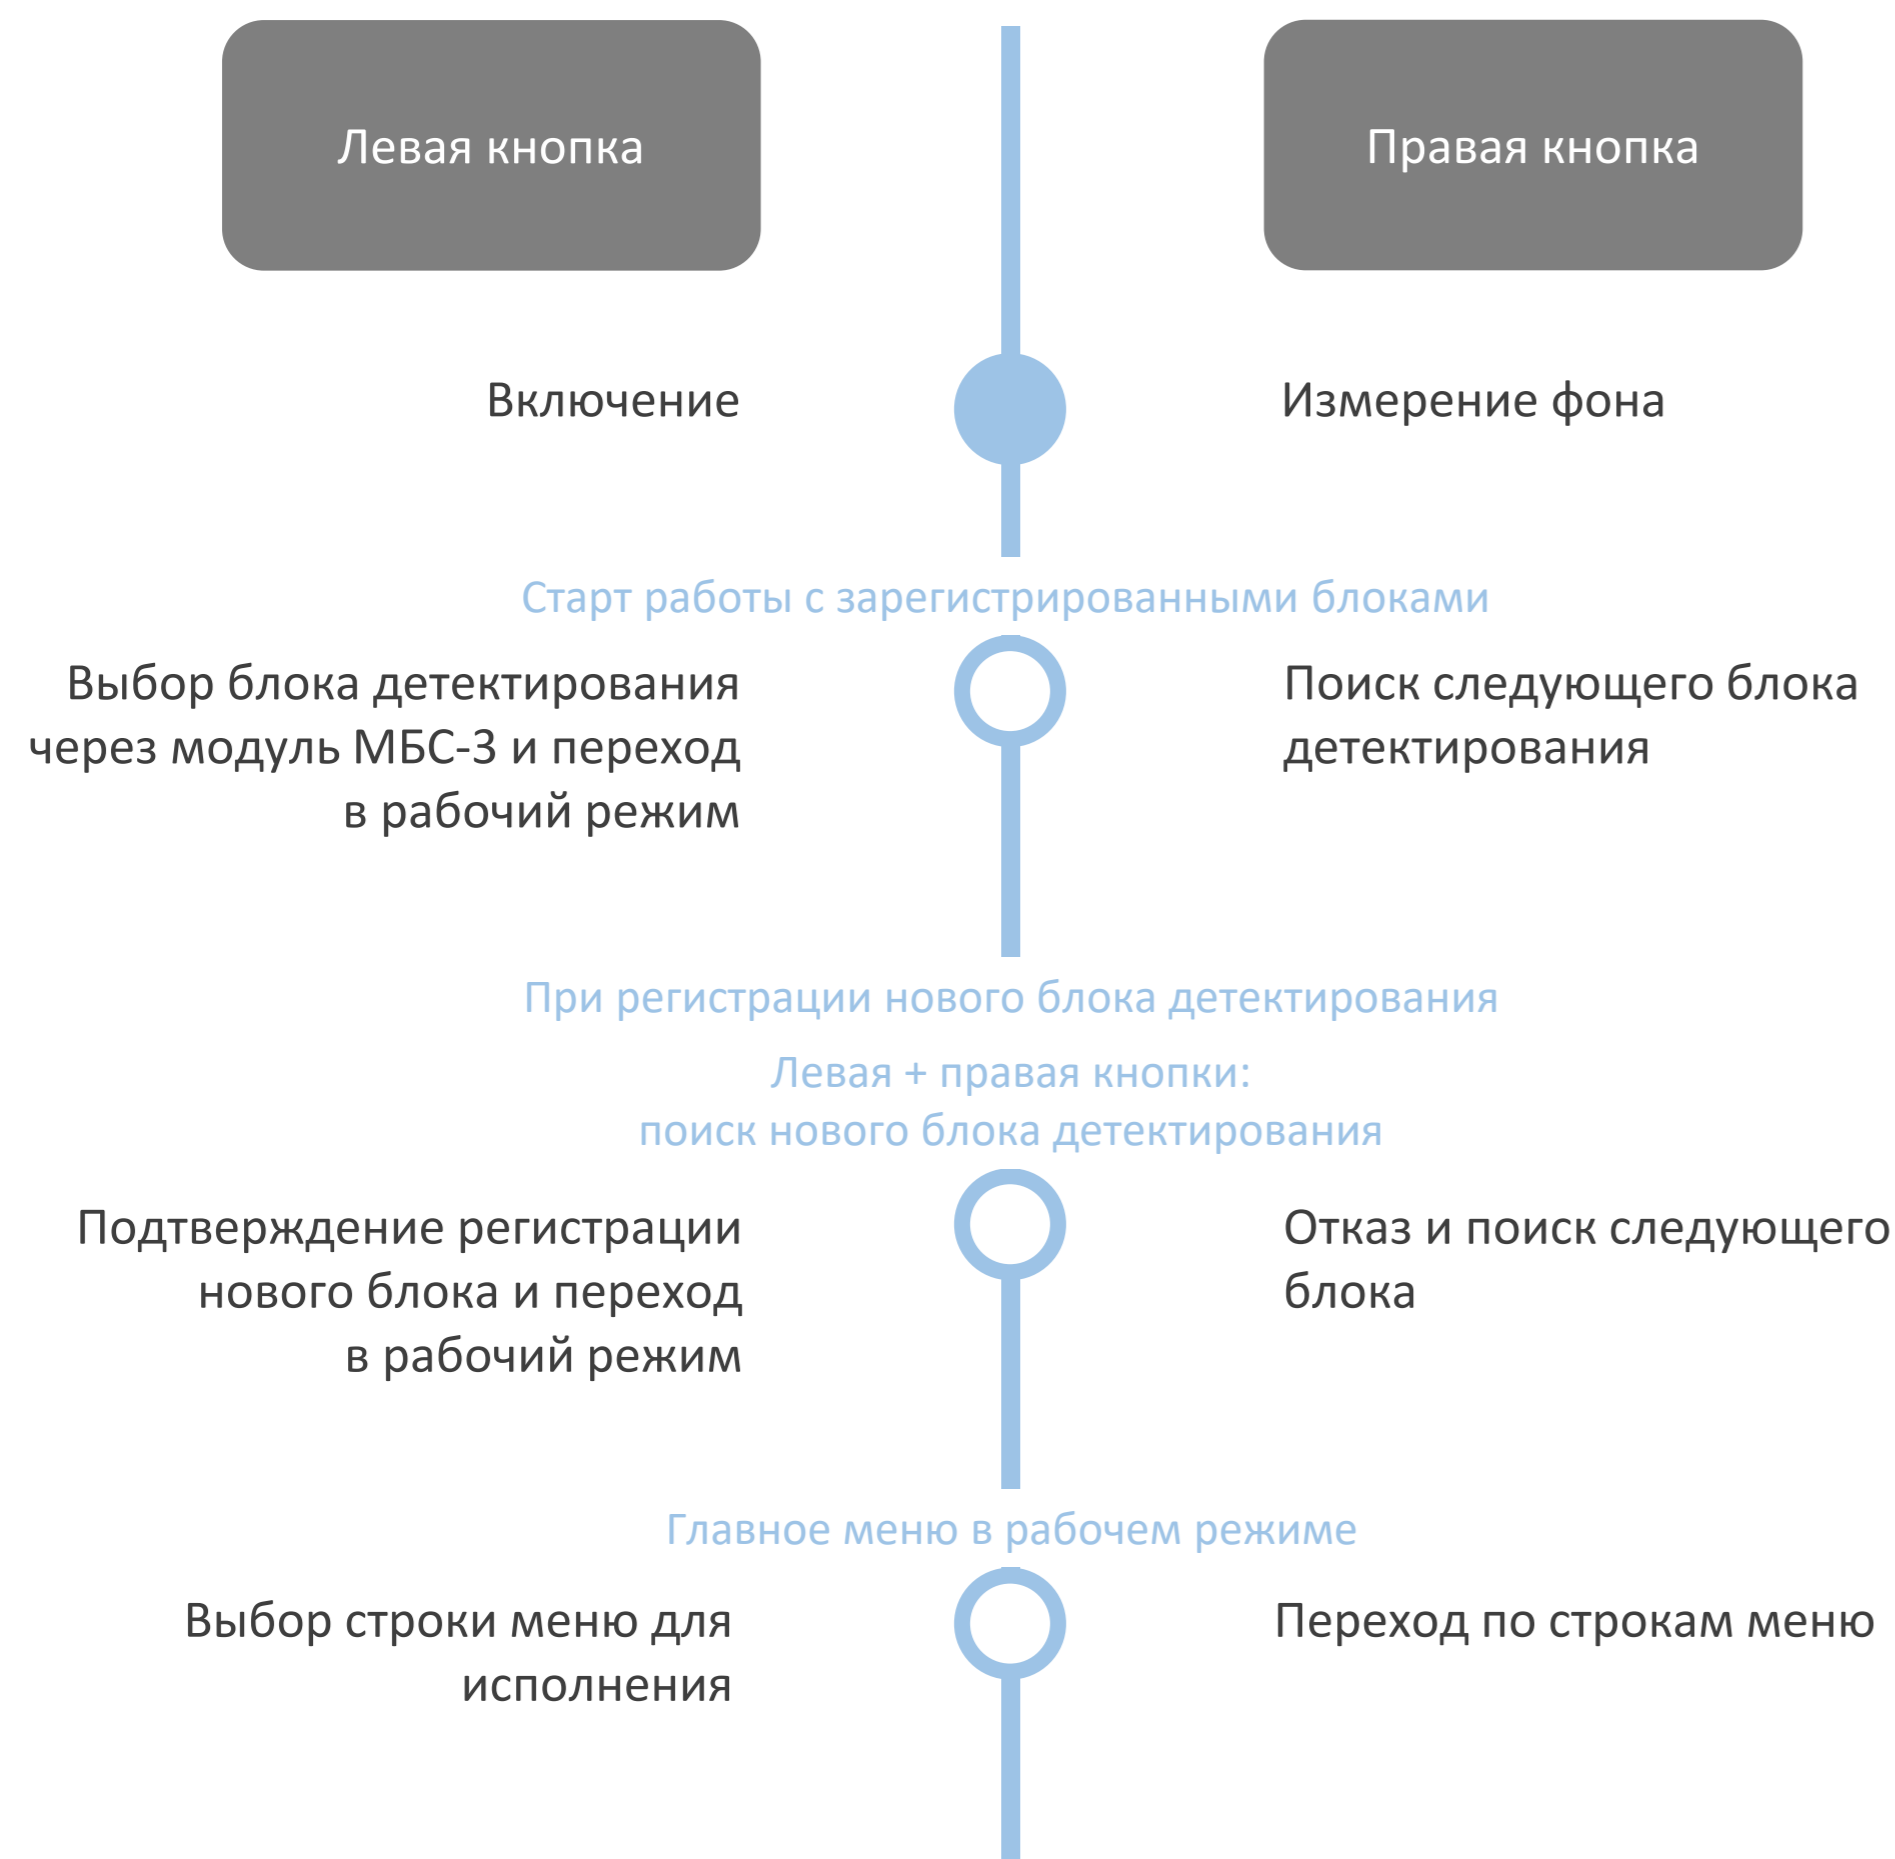 Левая кнопка
Правая кнопка
Включение
Измерение фона
Старт работы с зарегистрированными блоками
Выбор блока детектирования
через модуль МБС-3 и переход
в рабочий режим
Поиск следующего блока
детектирования
При регистрации нового блока детектирования
Левая + правая кнопки:
поиск нового блока детектирования
Подтверждение регистрации
нового блока и переход
в рабочий режим
Отказ и поиск следующего
блока
Главное меню в рабочем режиме
Выбор строки меню для
исполнения
Переход по строкам меню